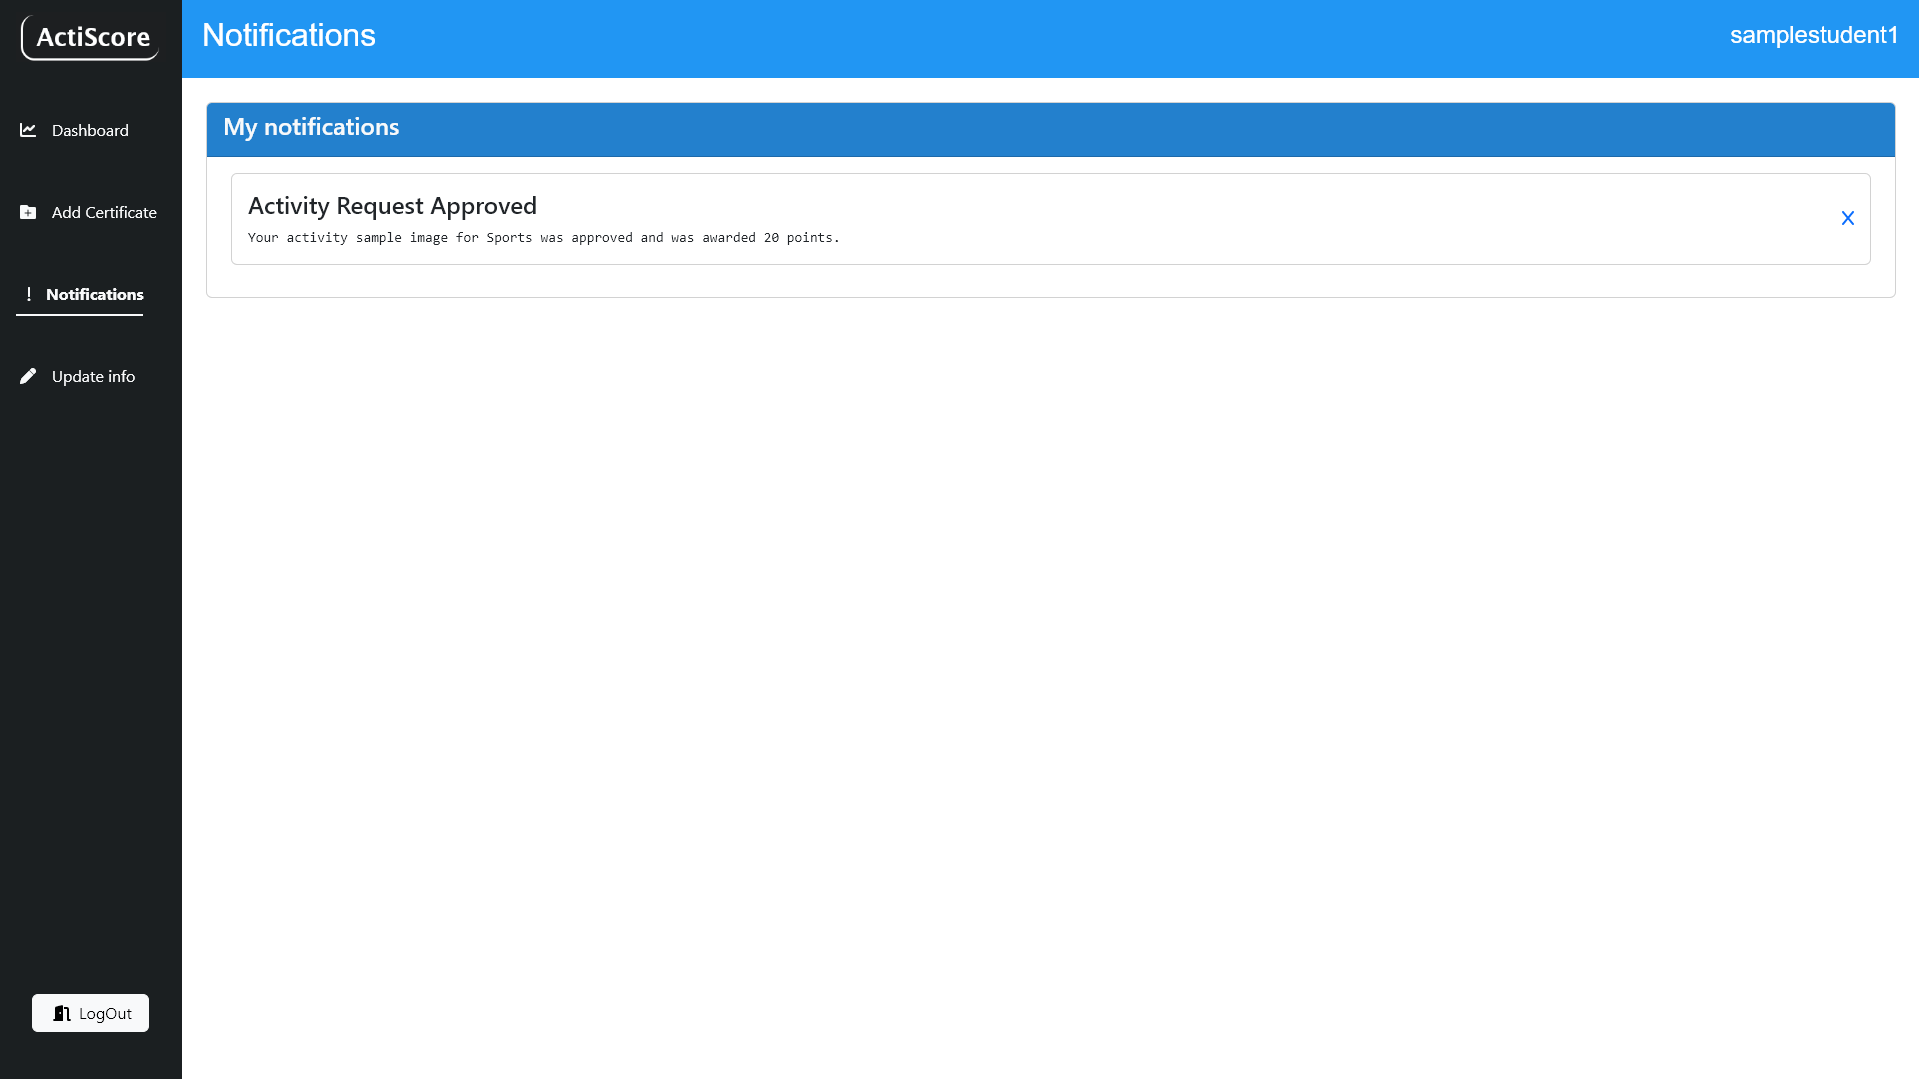 ActiScore
Notifications
samplestudent1
Dashboard
Add Certificate
Notifications
Update info
LogOut
My notifications
Activity Request Approved
Your activity sample image for Sports was approved and was awarded 20 points.
X